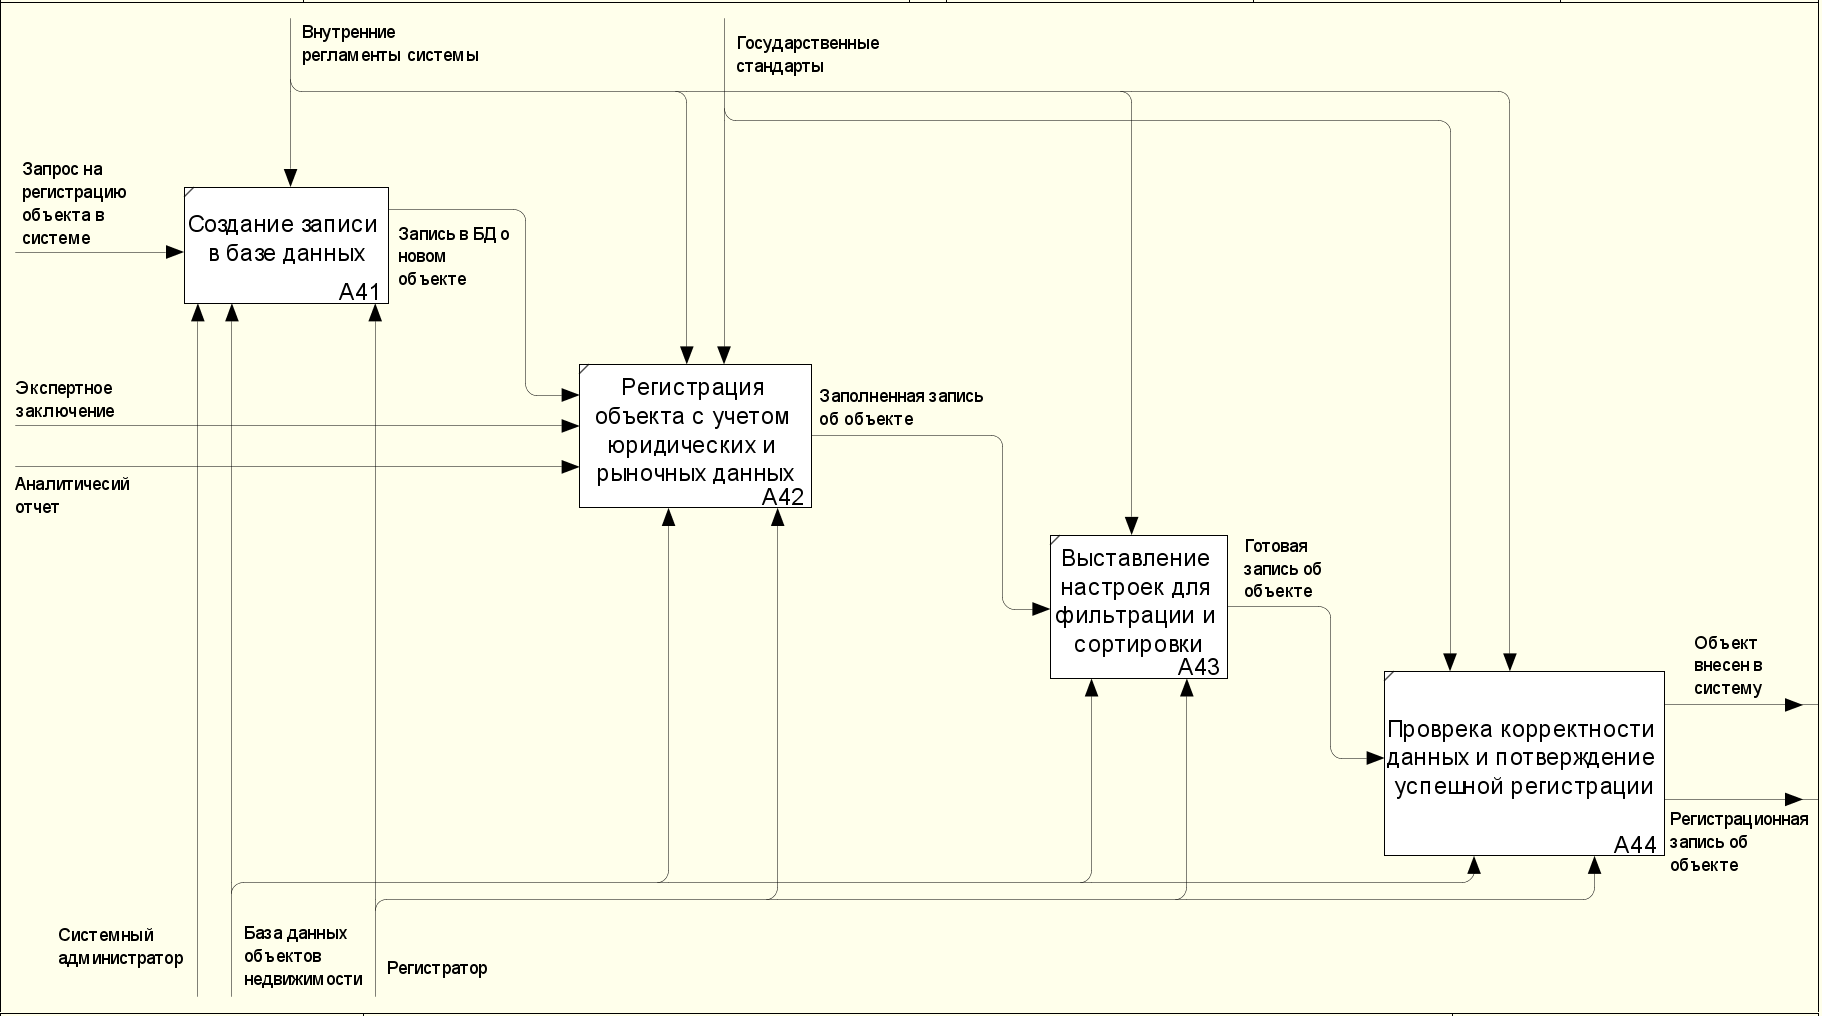 Внутренние
регламенты системы
Государственные
стандарты
Запрос на
регистрацию
объекта в
системе
Создание записи
в базе данных
A41
Запись в БД о
новом
объекте
Экспертное
заключение
Аналитичесий
отчет
Регистрация
объекта с учетом
юридических и
рыночных данных
A42
Заполненная запись
об объекте
Выставление
настроек для
фильтрации и
сортировки
A43
Готовая
запись об
объекте
Проврека корректности
данных и потверждение
успешной регистрации
A44
Объект
внесен в
систему
Регистрационная
запись об
объекте
Системный
администратор
База данных
объектов
недвижимости
Регистратор